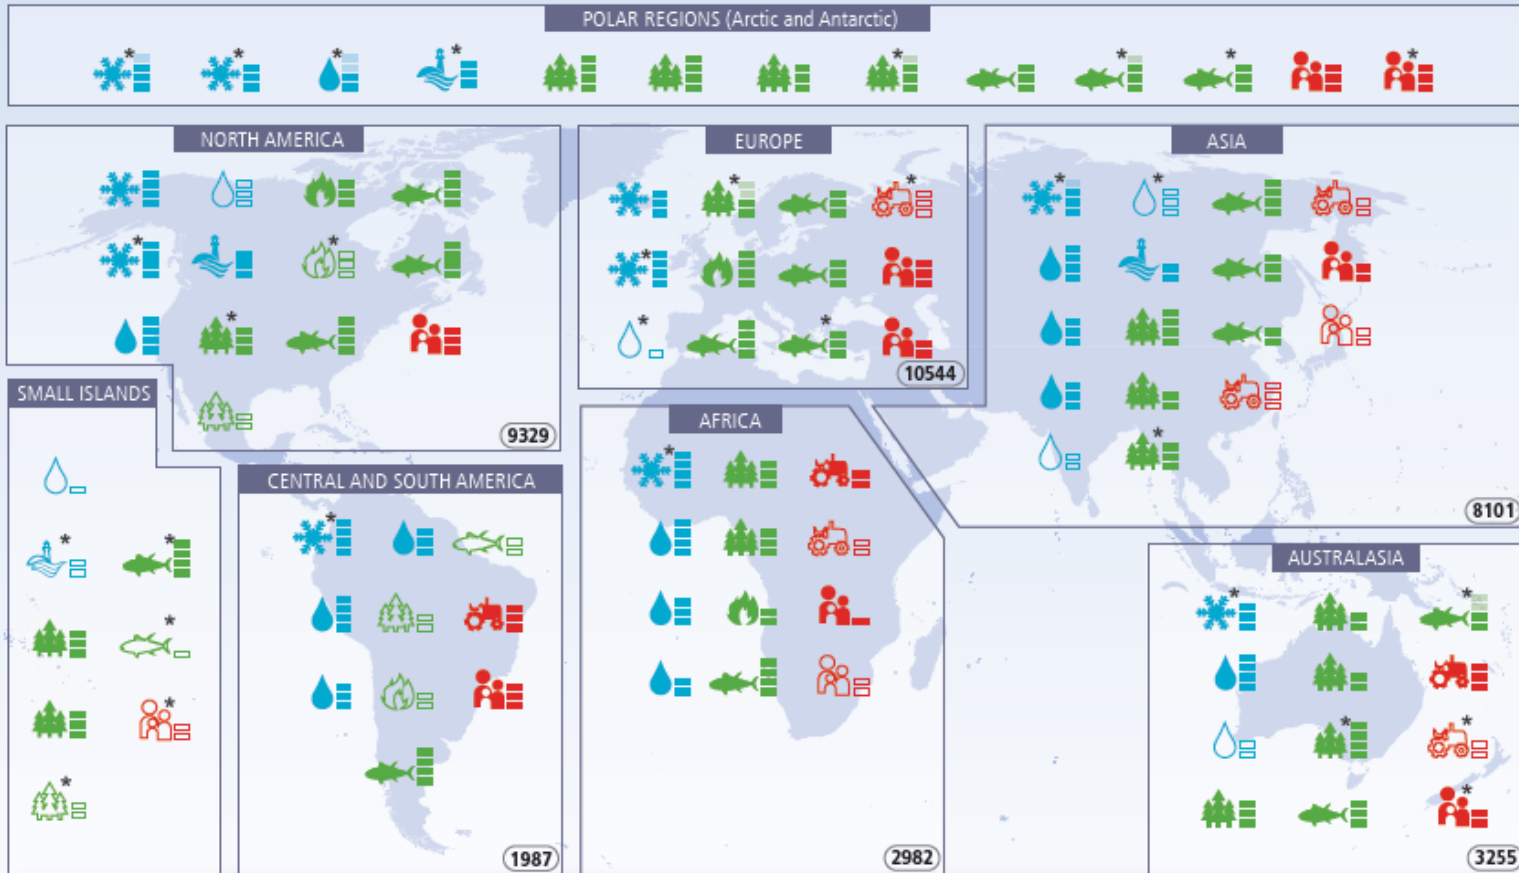 POLAR REGIONS (Arctic and Antarctic)
* * * * * * * *
NORTH AMERICA
* * *
9329
EUROPE
* * * * *
10544
ASIA
* * *
8101
SMALL ISLANDS
* * * * *
CENTRAL AND SOUTH AMERICA
*
1987
AFRICA
*
2982
AUSTRALASIA
* * * * *
3255